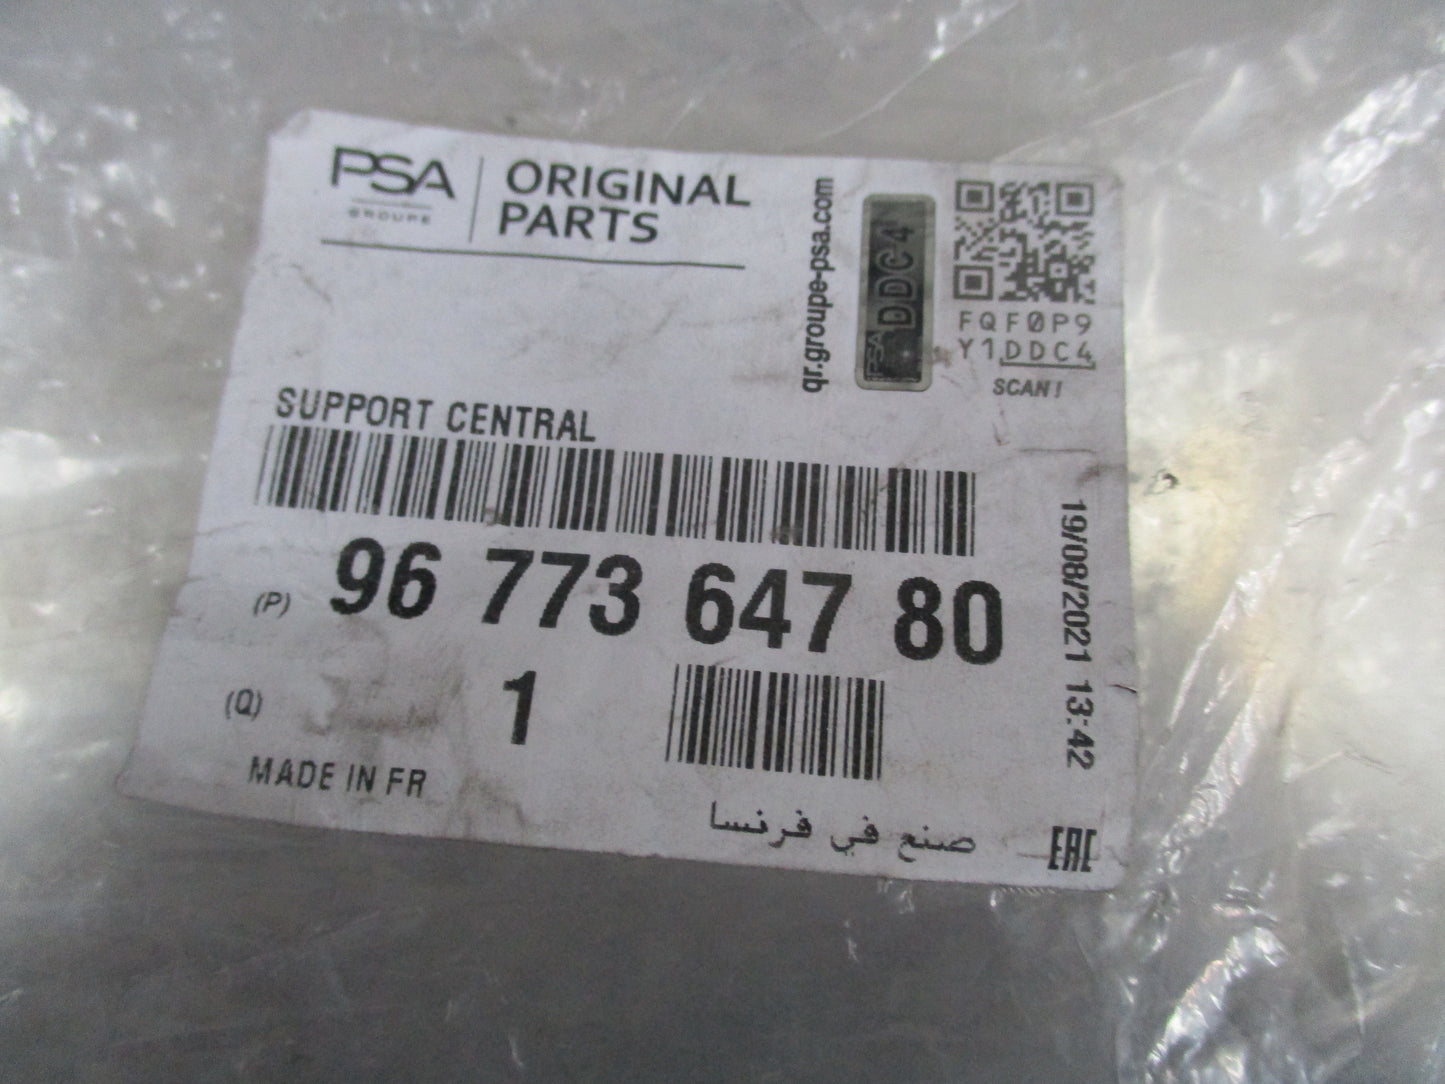 PSA
GROUPE
ORIGINAL
PARTS
qr.groupe-psa.com
PSA DDC4
FQF0P9
Y1DDC4
SCAN!
SUPPORT CENTRAL
(P) 96 773 647 80
(Q) 1
19/08/2021 13:42
MADE IN FR
صنع في فرنسا
EAC